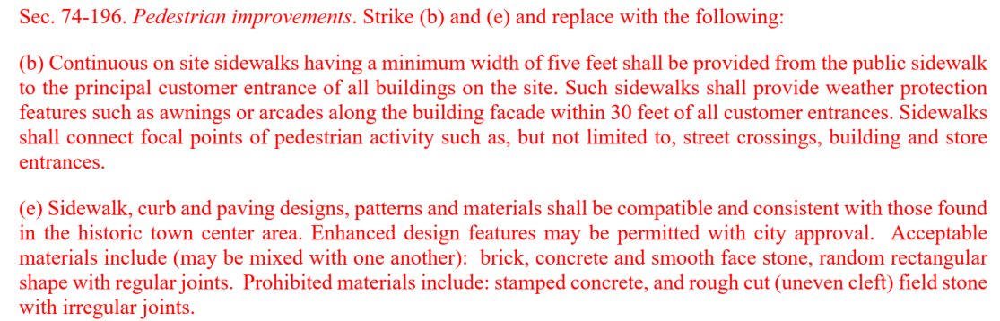 Sec. 74-196. Pedestrian improvements. Strike (b) and (e) and replace with the following:
(b) Continuous on site sidewalks having a minimum width of five feet shall be provided from the public sidewalk
to the principal customer entrance of all buildings on the site. Such sidewalks shall provide weather protection
features such as awnings or arcades along the building facade within 30 feet of all customer entrances. Sidewalks
shall connect focal points of pedestrian activity such as, but not limited to, street crossings, building and store
entrances.
(e) Sidewalk, curb and paving designs, patterns and materials shall be compatible and consistent with those found
in the historic town center area. Enhanced design features may be permitted with city approval. Acceptable
materials include (may be mixed with one another): brick, concrete and smooth face stone, random rectangular
shape with regular joints. Prohibited materials include: stamped concrete, and rough cut (uneven cleft) field stone
with irregular joints.